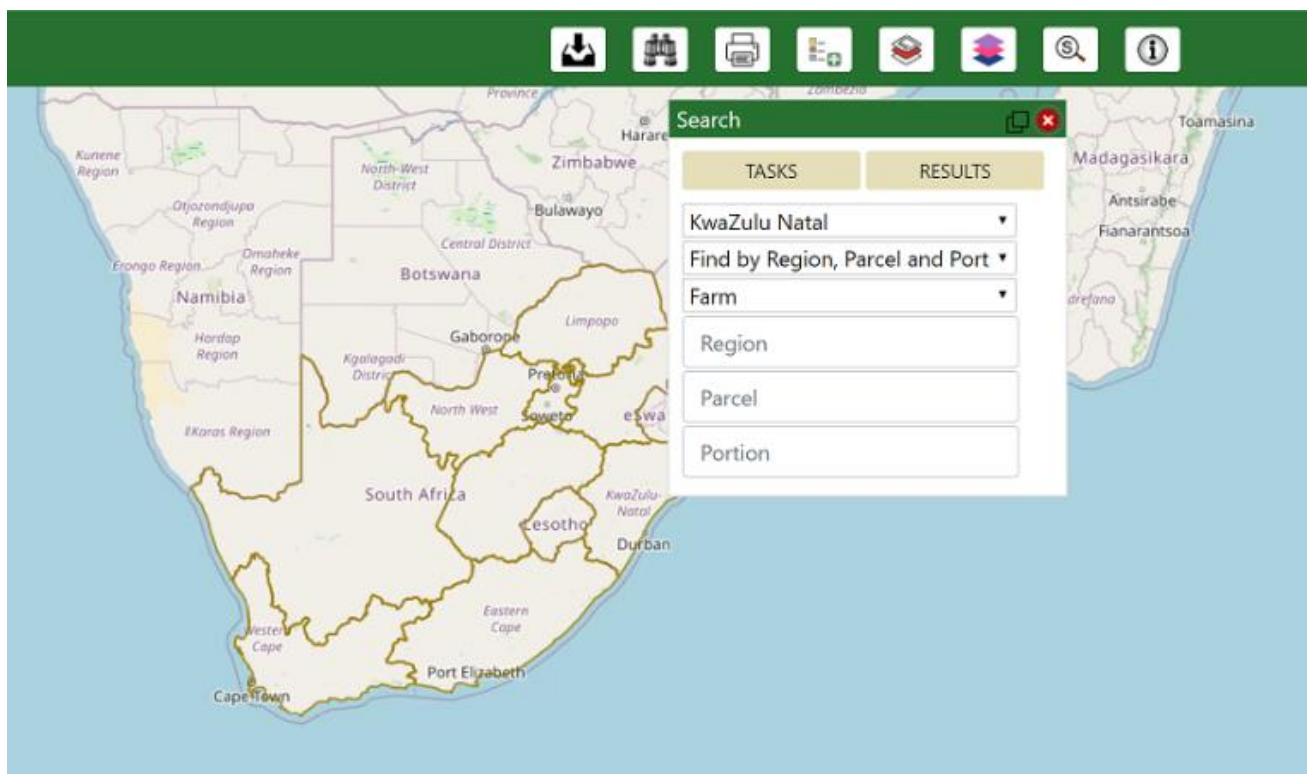 Province
Zambezia
Harare
Search
Toamasina
Kunene
Region
North-West
District
Zimbabwe
TASKS
RESULTS
Madagasikara
Otjozondjupa
Region
Bulawayo
KwaZulu Natal
Antsirabe
Fianarantsoa
Omaheke
Region
Central District
Find by Region, Parcel and Port
Erongo Region
Botswana
Namibia
Farm
drefana
Limpopo
Hardap
Region
Gaborone
Region
Kgalagadi
District
Pretoria
Parcel
North West
Soweto
eSwa
ǁKaras Region
Portion
South Africa
KwaZulu-
Natal
Lesotho
Durban
Eastern
Cape
Western
Cape
Port Elizabeth
Cape Town